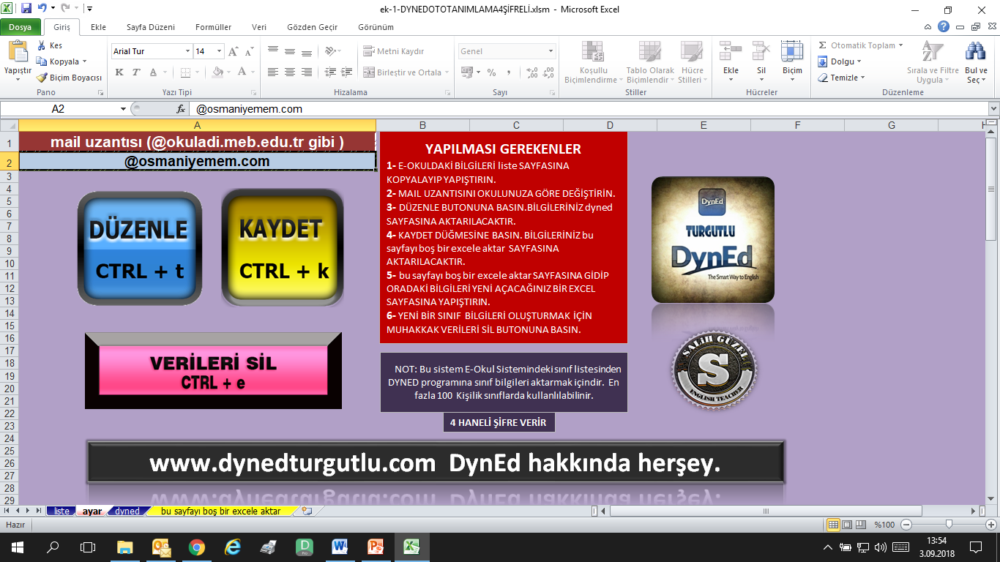 ek-1-DYNEDOTOTANIMLAMA4ŞİFRELİ.xlsm - Microsoft Excel
Dosya Giriş Ekle Sayfa Düzeni Formüller Veri Gözden Geçir Görünüm
Yapıştır
Kes
Kopyala
Biçim Boyacısı
Pano
Arial Tur 14
K T A
Yazı Tipi
Metni Kaydır
Birleştir ve Ortala
Hizalama
Genel
Sayı
Koşullu Biçimlendirme
Tablo Olarak Biçimlendir
Hücre Stilleri
Stiller
Ekle Sil Biçim
Hücreler
Σ Otomatik Toplam
Dolgu
Temizle
Sırala ve Filtre Uygula
Bul ve Seç
Düzenleme
A2 fx @osmaniyemem.com
A B C D E F G H
1 2 3 4 5 6 7 8 9 10 11 12 13 14 15 16 17 18 19 20 21 22 23 24 25 26 27 28 29
mail uzantısı (@okuladi.meb.edu.tr gibi )
@osmaniyemem.com
DÜZENLE
CTRL + t
KAYDET
CTRL + k
VERİLERİ SİL
CTRL + e
YAPILMASI GEREKENLER
1- E-OKULDAKİ BİLGİLERİ liste SAYFASINA
KOPYALAYIP YAPIŞTIRIN.
2- MAIL UZANTISINI OKULUNUZA GÖRE DEĞİŞTİRİN.
3- DÜZENLE BUTONUNA BASIN.BİLGİLERİNİZ dyned
SAYFASINA AKTARILACAKTIR.
4- KAYDET DÜĞMESİNE BASIN. BİLGİLERİNİZ bu
sayfayı boş bir excele aktar SAYFASINA
AKTARILACAKTIR.
5- bu sayfayı boş bir excele aktar SAYFASINA GİDİP
ORADAKİ BİLGİLERİ YENİ AÇACAĞINIZ BİR EXCEL
SAYFASINA YAPIŞTIRIN.
6- YENİ BİR SINIF BİLGİLERİ OLUŞTURMAK İÇİN
MUHAKKAK VERİLERİ SİL BUTONUNA BASIN.
NOT: Bu sistem E-Okul Sistemindeki sınıf listesinden
DYNED programına sınıf bilgileri aktarmak içindir. En
fazla 100 Kişilik sınıflarda kullanlılabilinir.
4 HANELİ ŞİFRE VERİR
DynEd
TURGUTLU
DynEd
The Smart Way to English
SALİH GÜZEL
S
ENGLISH TEACHER
www.dynedturgutlu.com DynEd hakkında herşey.
liste ayar dyned bu sayfayı boş bir excele aktar
Hazır %100
13:54
3.09.2018